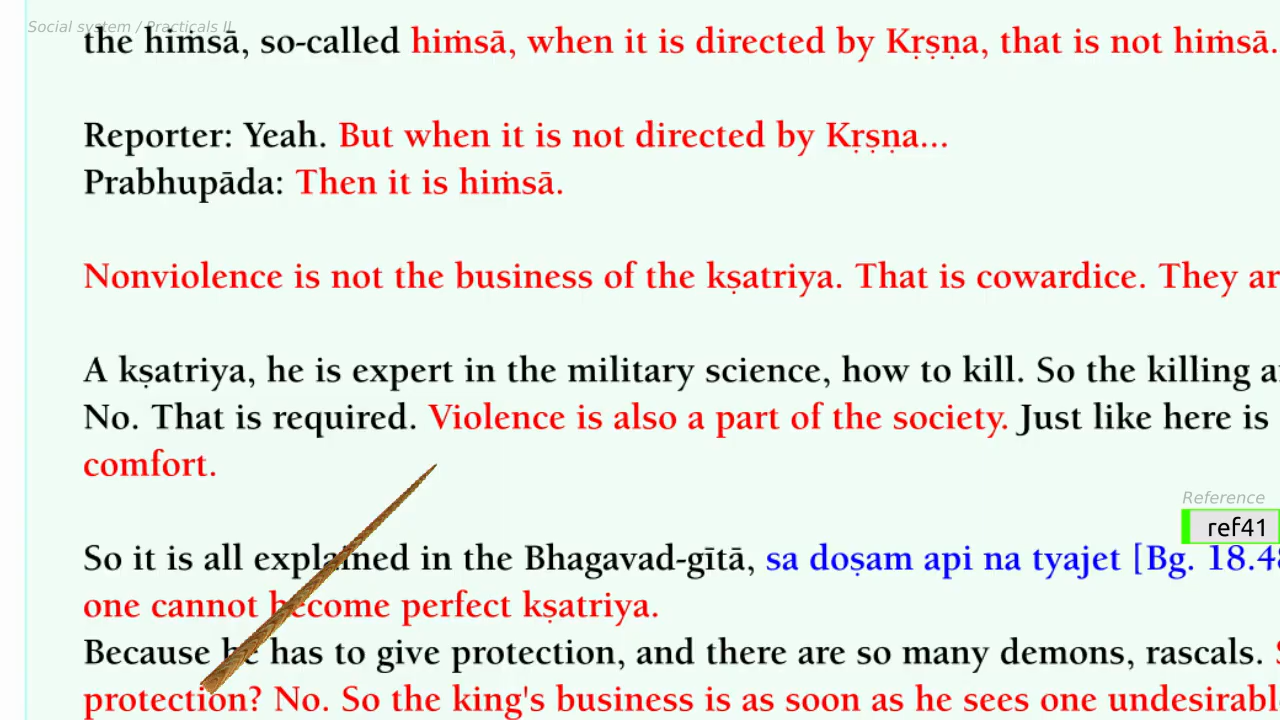 Social system / Practicals II
the hiṁsā, so-called hiṁsā, when it is directed by Kṛṣṇa, that is not hiṁsā.
Reporter: Yeah. But when it is not directed by Kṛṣṇa...
Prabhupāda: Then it is hiṁsā.
Nonviolence is not the business of the kṣatriya. That is cowardice. They
A kṣatriya, he is expert in the military science, how to kill. So the killing
No. That is required. Violence is also a part of the society. Just like here is
comfort.
Reference
ref41
So it is all explained in the Bhagavad-gītā, sa doṣam api na tyajet [Bg.
one cannot become perfect kṣatriya.
Because he has to give protection, and there are so many demons, rascals.
protection? No. So the king's business is as soon as he sees one